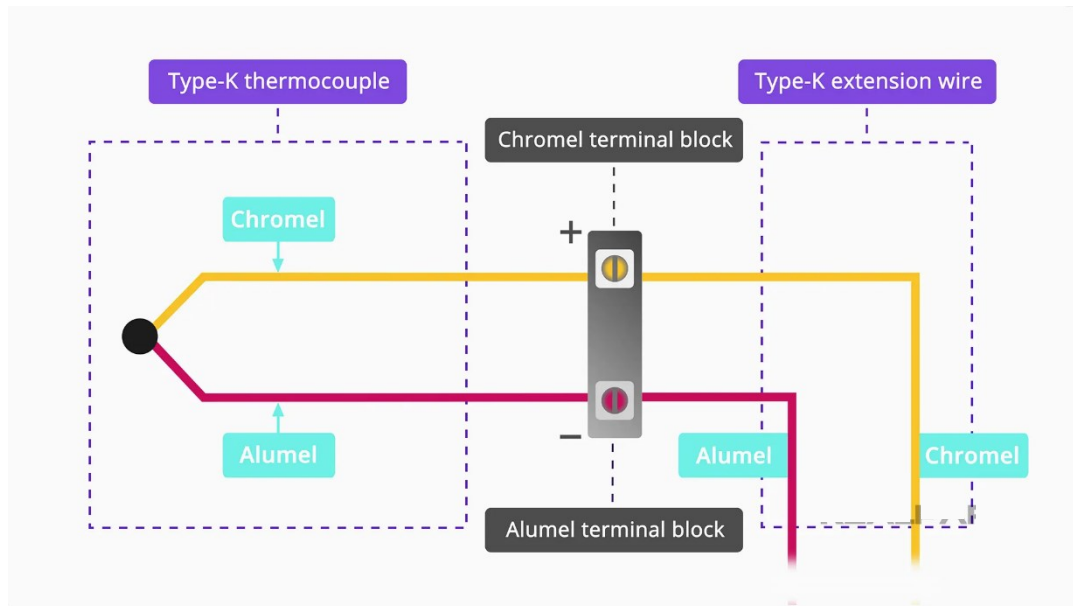 Type-K thermocouple
Type-K extension wire
Chromel terminal block
Chromel
+
−
Alumel
Alumel
Chromel
Alumel terminal block